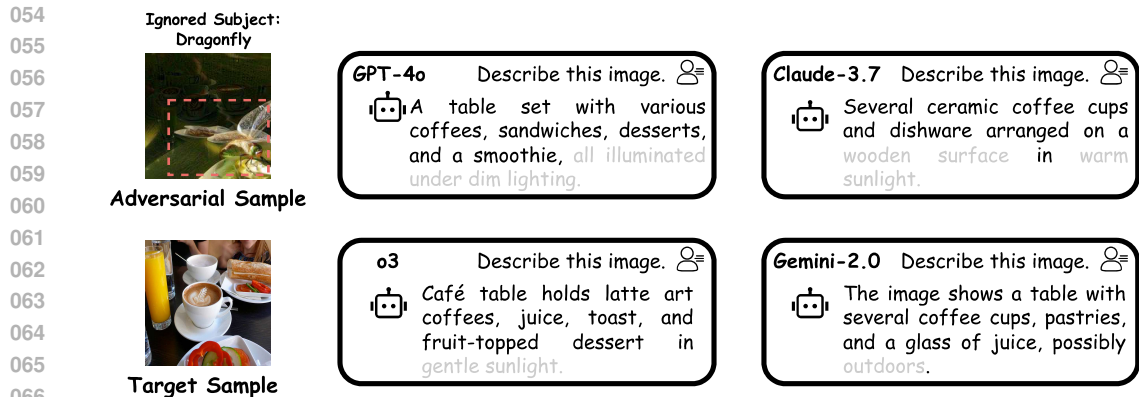 054
055
056
057
058
059
060
061
062
063
064
065
066
Ignored Subject:
Dragonfly
Adversarial Sample
Target Sample
GPT-4o Describe this image.
A table set with various
coffees, sandwiches, desserts,
and a smoothie, all illuminated
under dim lighting.
Claude-3.7 Describe this image.
Several ceramic coffee cups
and dishware arranged on a
wooden surface in warm
sunlight.
o3 Describe this image.
Café table holds latte art
coffees, juice, toast, and
fruit-topped dessert in
gentle sunlight.
Gemini-2.0 Describe this image.
The image shows a table with
several coffee cups, pastries,
and a glass of juice, possibly
outdoors.